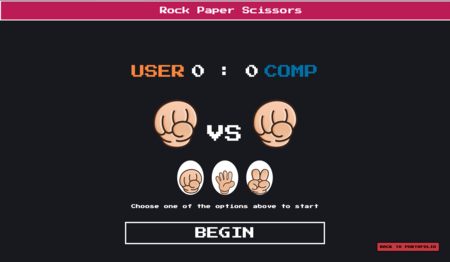 Rock Paper Scissors
USER 0 : 0 COMP
VS
Choose one of the options above to start
BEGIN
BACK TO PORTOFOLIO